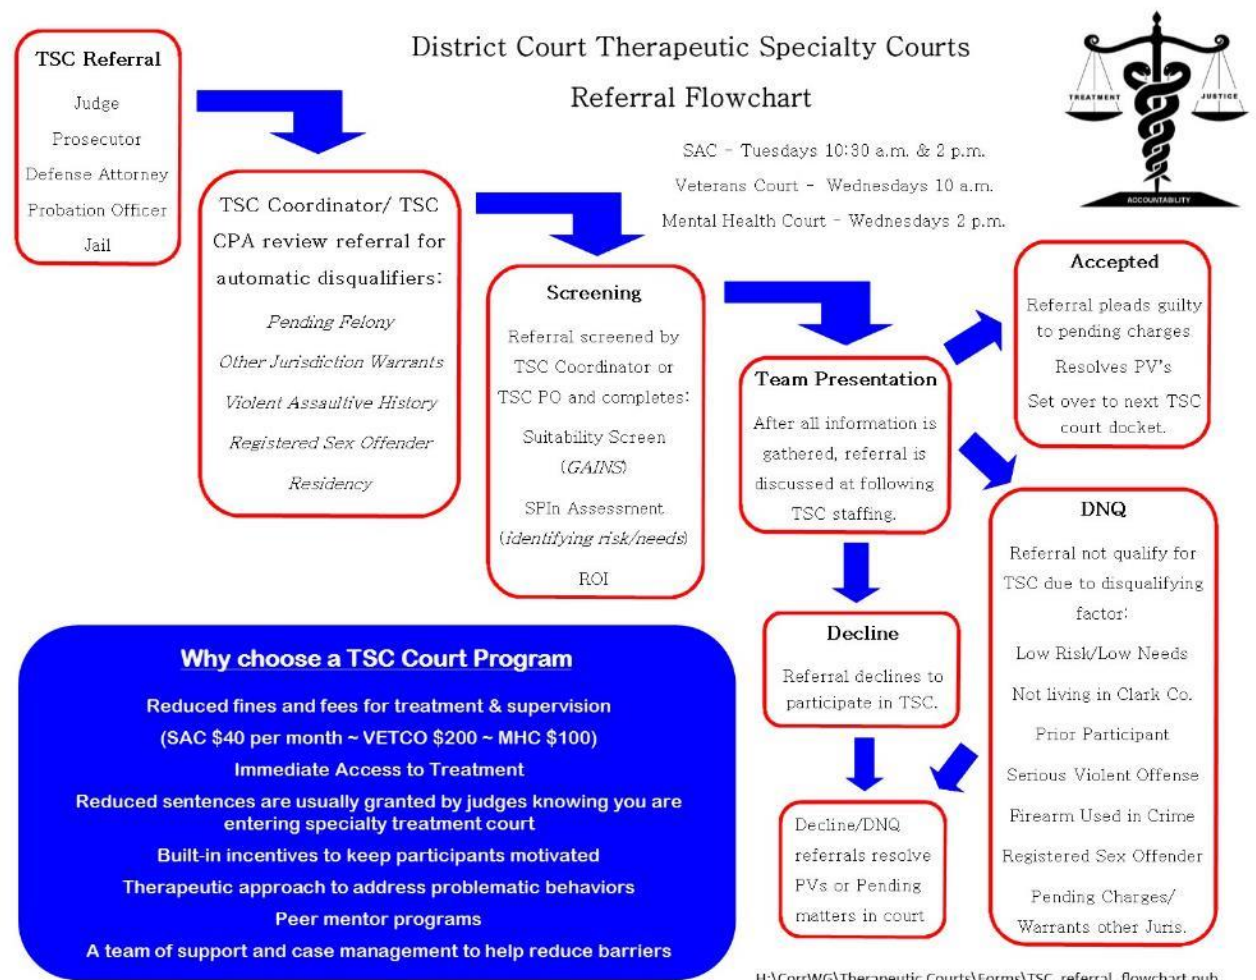 District Court Therapeutic Specialty Courts
Referral Flowchart
SAC - Tuesdays 10:30 a.m. & 2 p.m.
Veterans Court - Wednesdays 10 a.m.
Mental Health Court - Wednesdays 2 p.m.
TREATMENT
JUSTICE
ACCOUNTABILITY
TSC Referral
Judge
Prosecutor
Defense Attorney
Probation Officer
Jail
TSC Coordinator/ TSC
CPA review referral for
automatic disqualifiers:
Pending Felony
Other Jurisdiction Warrants
Violent Assaultive History
Registered Sex Offender
Residency
Screening
Referral screened by
TSC Coordinator or
TSC PO and completes:
Suitability Screen
(GAINS)
SPIn Assessment
(identifying risk/needs)
ROI
Team Presentation
After all information is
gathered, referral is
discussed at following
TSC staffing.
Accepted
Referral pleads guilty
to pending charges
Resolves PV's
Set over to next TSC
court docket.
DNQ
Referral not qualify for
TSC due to disqualifying
factor:
Low Risk/Low Needs
Not living in Clark Co.
Prior Participant
Serious Violent Offense
Firearm Used in Crime
Registered Sex Offender
Pending Charges/
Warrants other Juris.
Decline
Referral declines to
participate in TSC.
Decline/DNQ
referrals resolve
PVs or Pending
matters in court
Why choose a TSC Court Program
Reduced fines and fees for treatment & supervision
(SAC $40 per month ~ VETCO $200 ~ MHC $100)
Immediate Access to Treatment
Reduced sentences are usually granted by judges knowing you are
entering specialty treatment court
Built-in incentives to keep participants motivated
Therapeutic approach to address problematic behaviors
Peer mentor programs
A team of support and case management to help reduce barriers
H:\CorrWG\Therapeutic Courts\Forms\TSC_referral_flowchart.pub